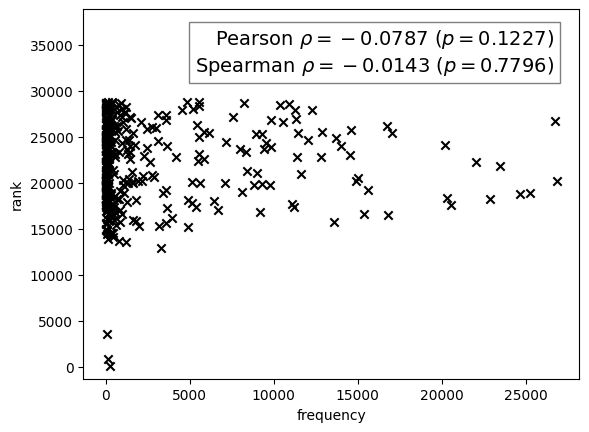 Pearson ρ = −0.0787 (p = 0.1227)
Spearman ρ = −0.0143 (p = 0.7796)
35000
30000
25000
20000
15000
10000
5000
0
rank
0 5000 10000 15000 20000 25000
frequency